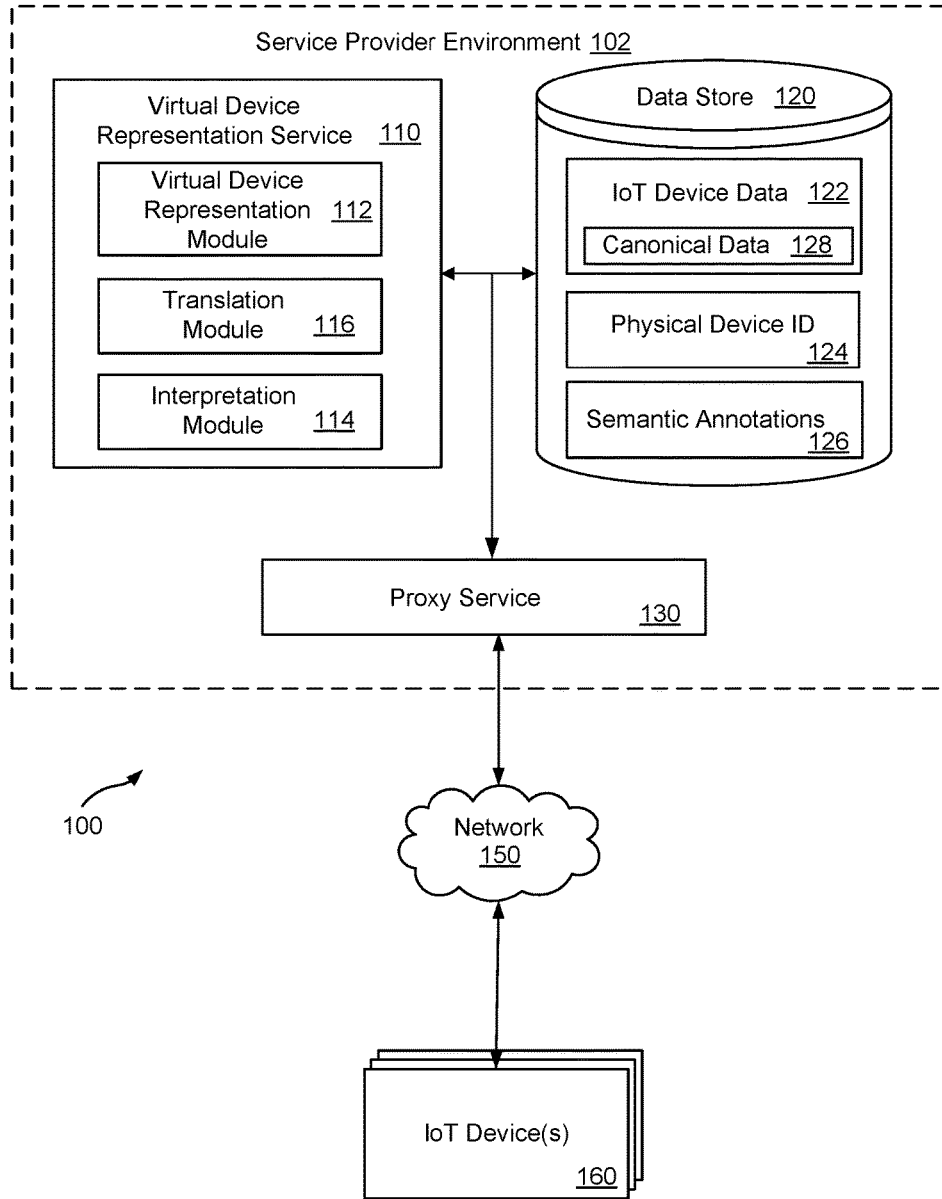 Service Provider Environment 102
Virtual Device
Representation Service 110
Virtual Device
Representation 112
Module
Translation
Module 116
Interpretation
Module 114
Data Store 120
IoT Device Data 122
Canonical Data 128
Physical Device ID
124
Semantic Annotations
126
Proxy Service
130
100
Network
150
IoT Device(s)
160